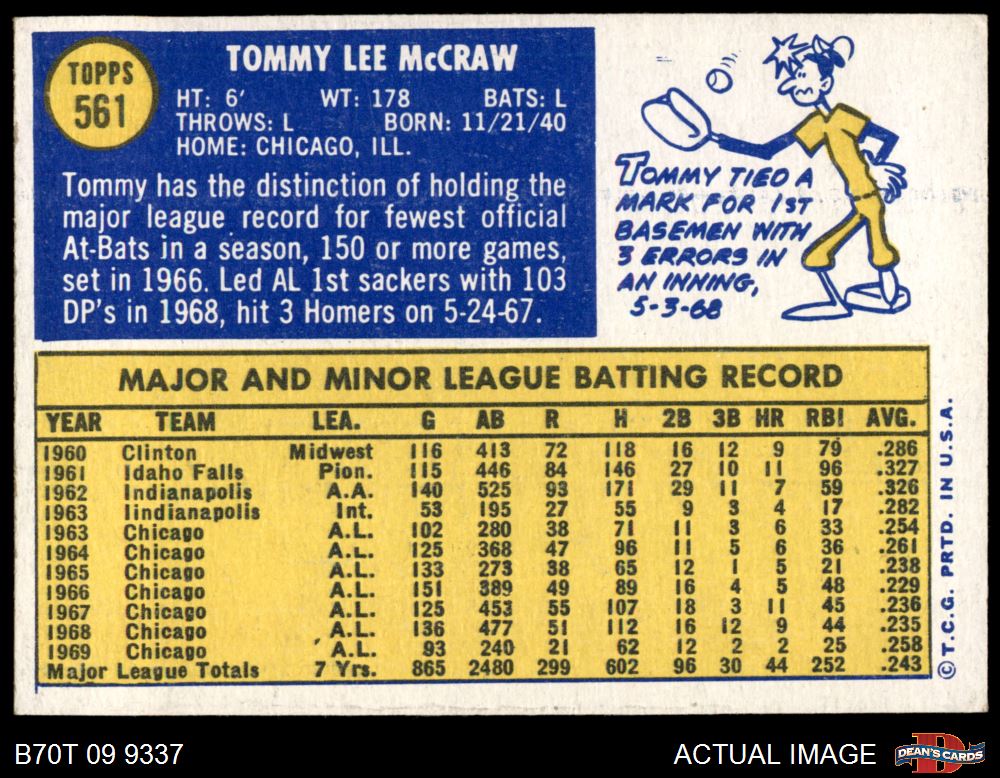 TOPPS
561
TOMMY LEE McCRAW
HT: 6' WT: 178 BATS: L
THROWS: L BORN: 11/21/40
HOME: CHICAGO, ILL.
Tommy has the distinction of holding the
major league record for fewest official
At-Bats in a season, 150 or more games,
set in 1966. Led AL 1st sackers with 103
DP's in 1968, hit 3 Homers on 5-24-67.
TOMMY TIED A
MARK FOR 1ST
BASEMEN WITH
3 ERRORS IN
AN INNING,
5-3-68
MAJOR AND MINOR LEAGUE BATTING RECORD
YEAR TEAM LEA. G AB R H 2B 3B HR RBI AVG.
1960 Clinton Midwest 116 413 72 118 16 12 9 79 .286
1961 Idaho Falls Pion. 115 446 84 146 27 10 11 96 .327
1962 Indianapolis A.A. 140 525 93 171 29 11 7 59 .326
1963 Iindianapolis Int. 53 195 27 55 9 3 4 17 .282
1963 Chicago A.L. 102 280 38 71 11 3 6 33 .254
1964 Chicago A.L. 125 368 47 96 11 5 6 36 .261
1965 Chicago A.L. 133 273 38 65 12 1 5 21 .238
1966 Chicago A.L. 151 389 49 89 16 4 5 48 .229
1967 Chicago A.L. 125 453 55 107 18 3 11 45 .236
1968 Chicago A.L. 136 477 51 112 16 12 9 44 .235
1969 Chicago A.L. 93 240 21 62 12 2 2 25 .258
Major League Totals 7 Yrs. 865 2480 299 602 96 30 44 252 .243
© T.C.G. PRTD. IN U.S.A.
B70T 09 9337
ACTUAL IMAGE
DEAN'S CARDS